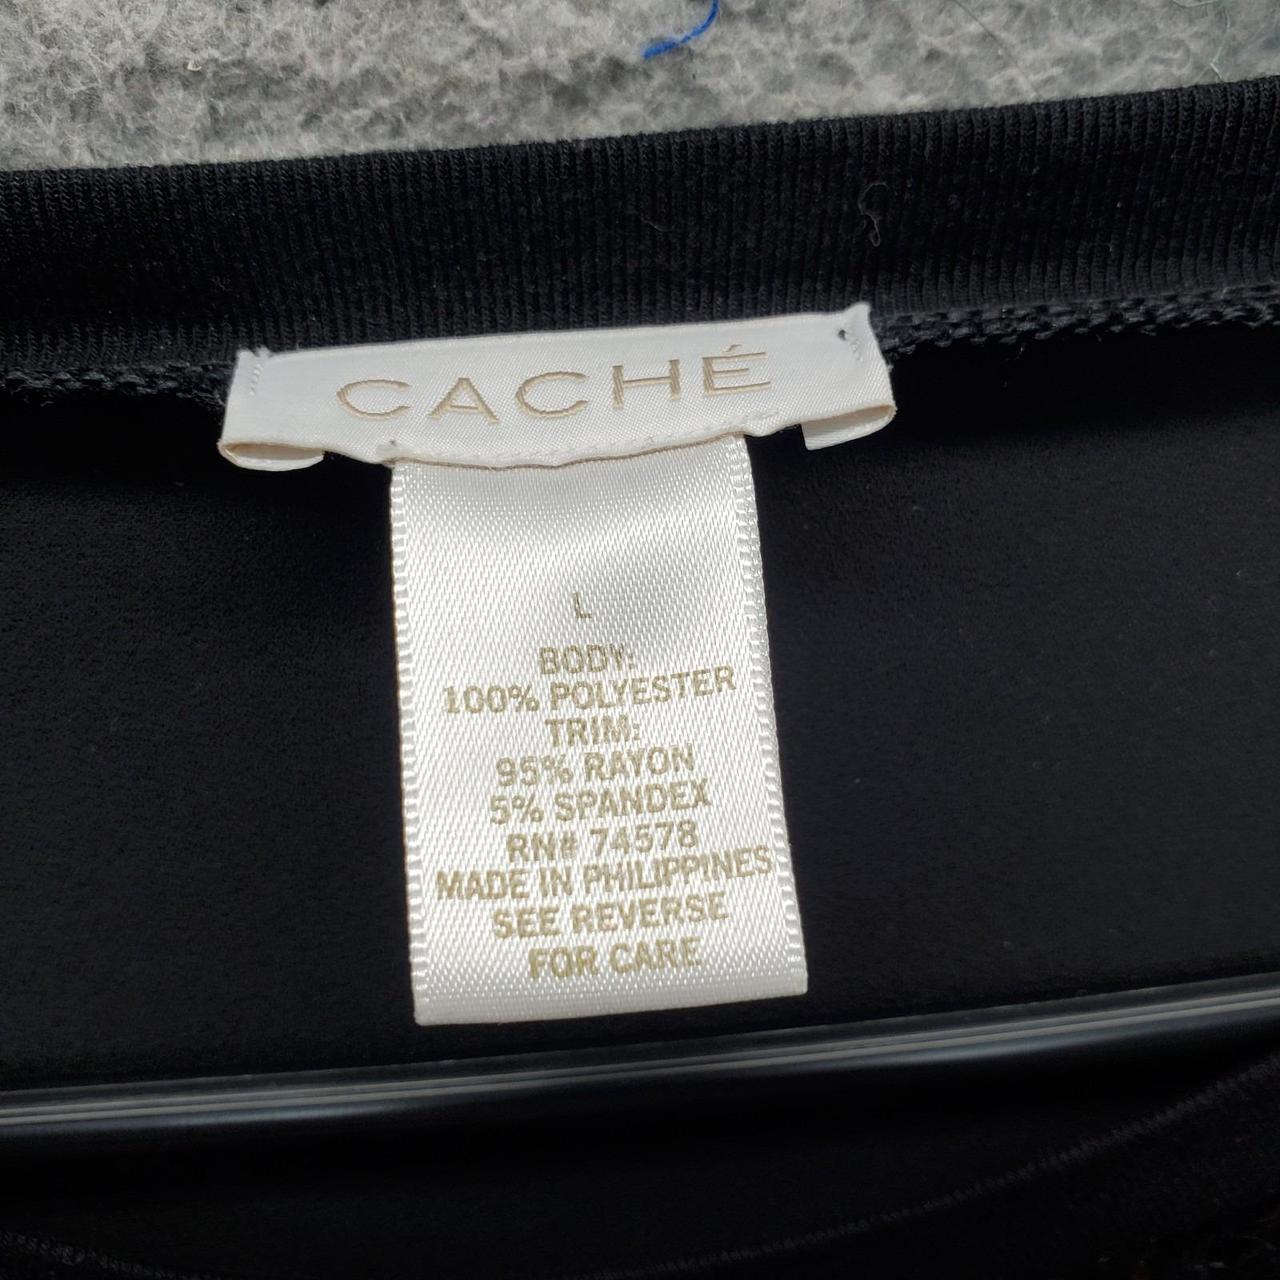 CACHÉ
L
BODY:
100% POLYESTER
TRIM:
95% RAYON
5% SPANDEX
RN# 74578
MADE IN PHILIPPINES
SEE REVERSE
FOR CARE